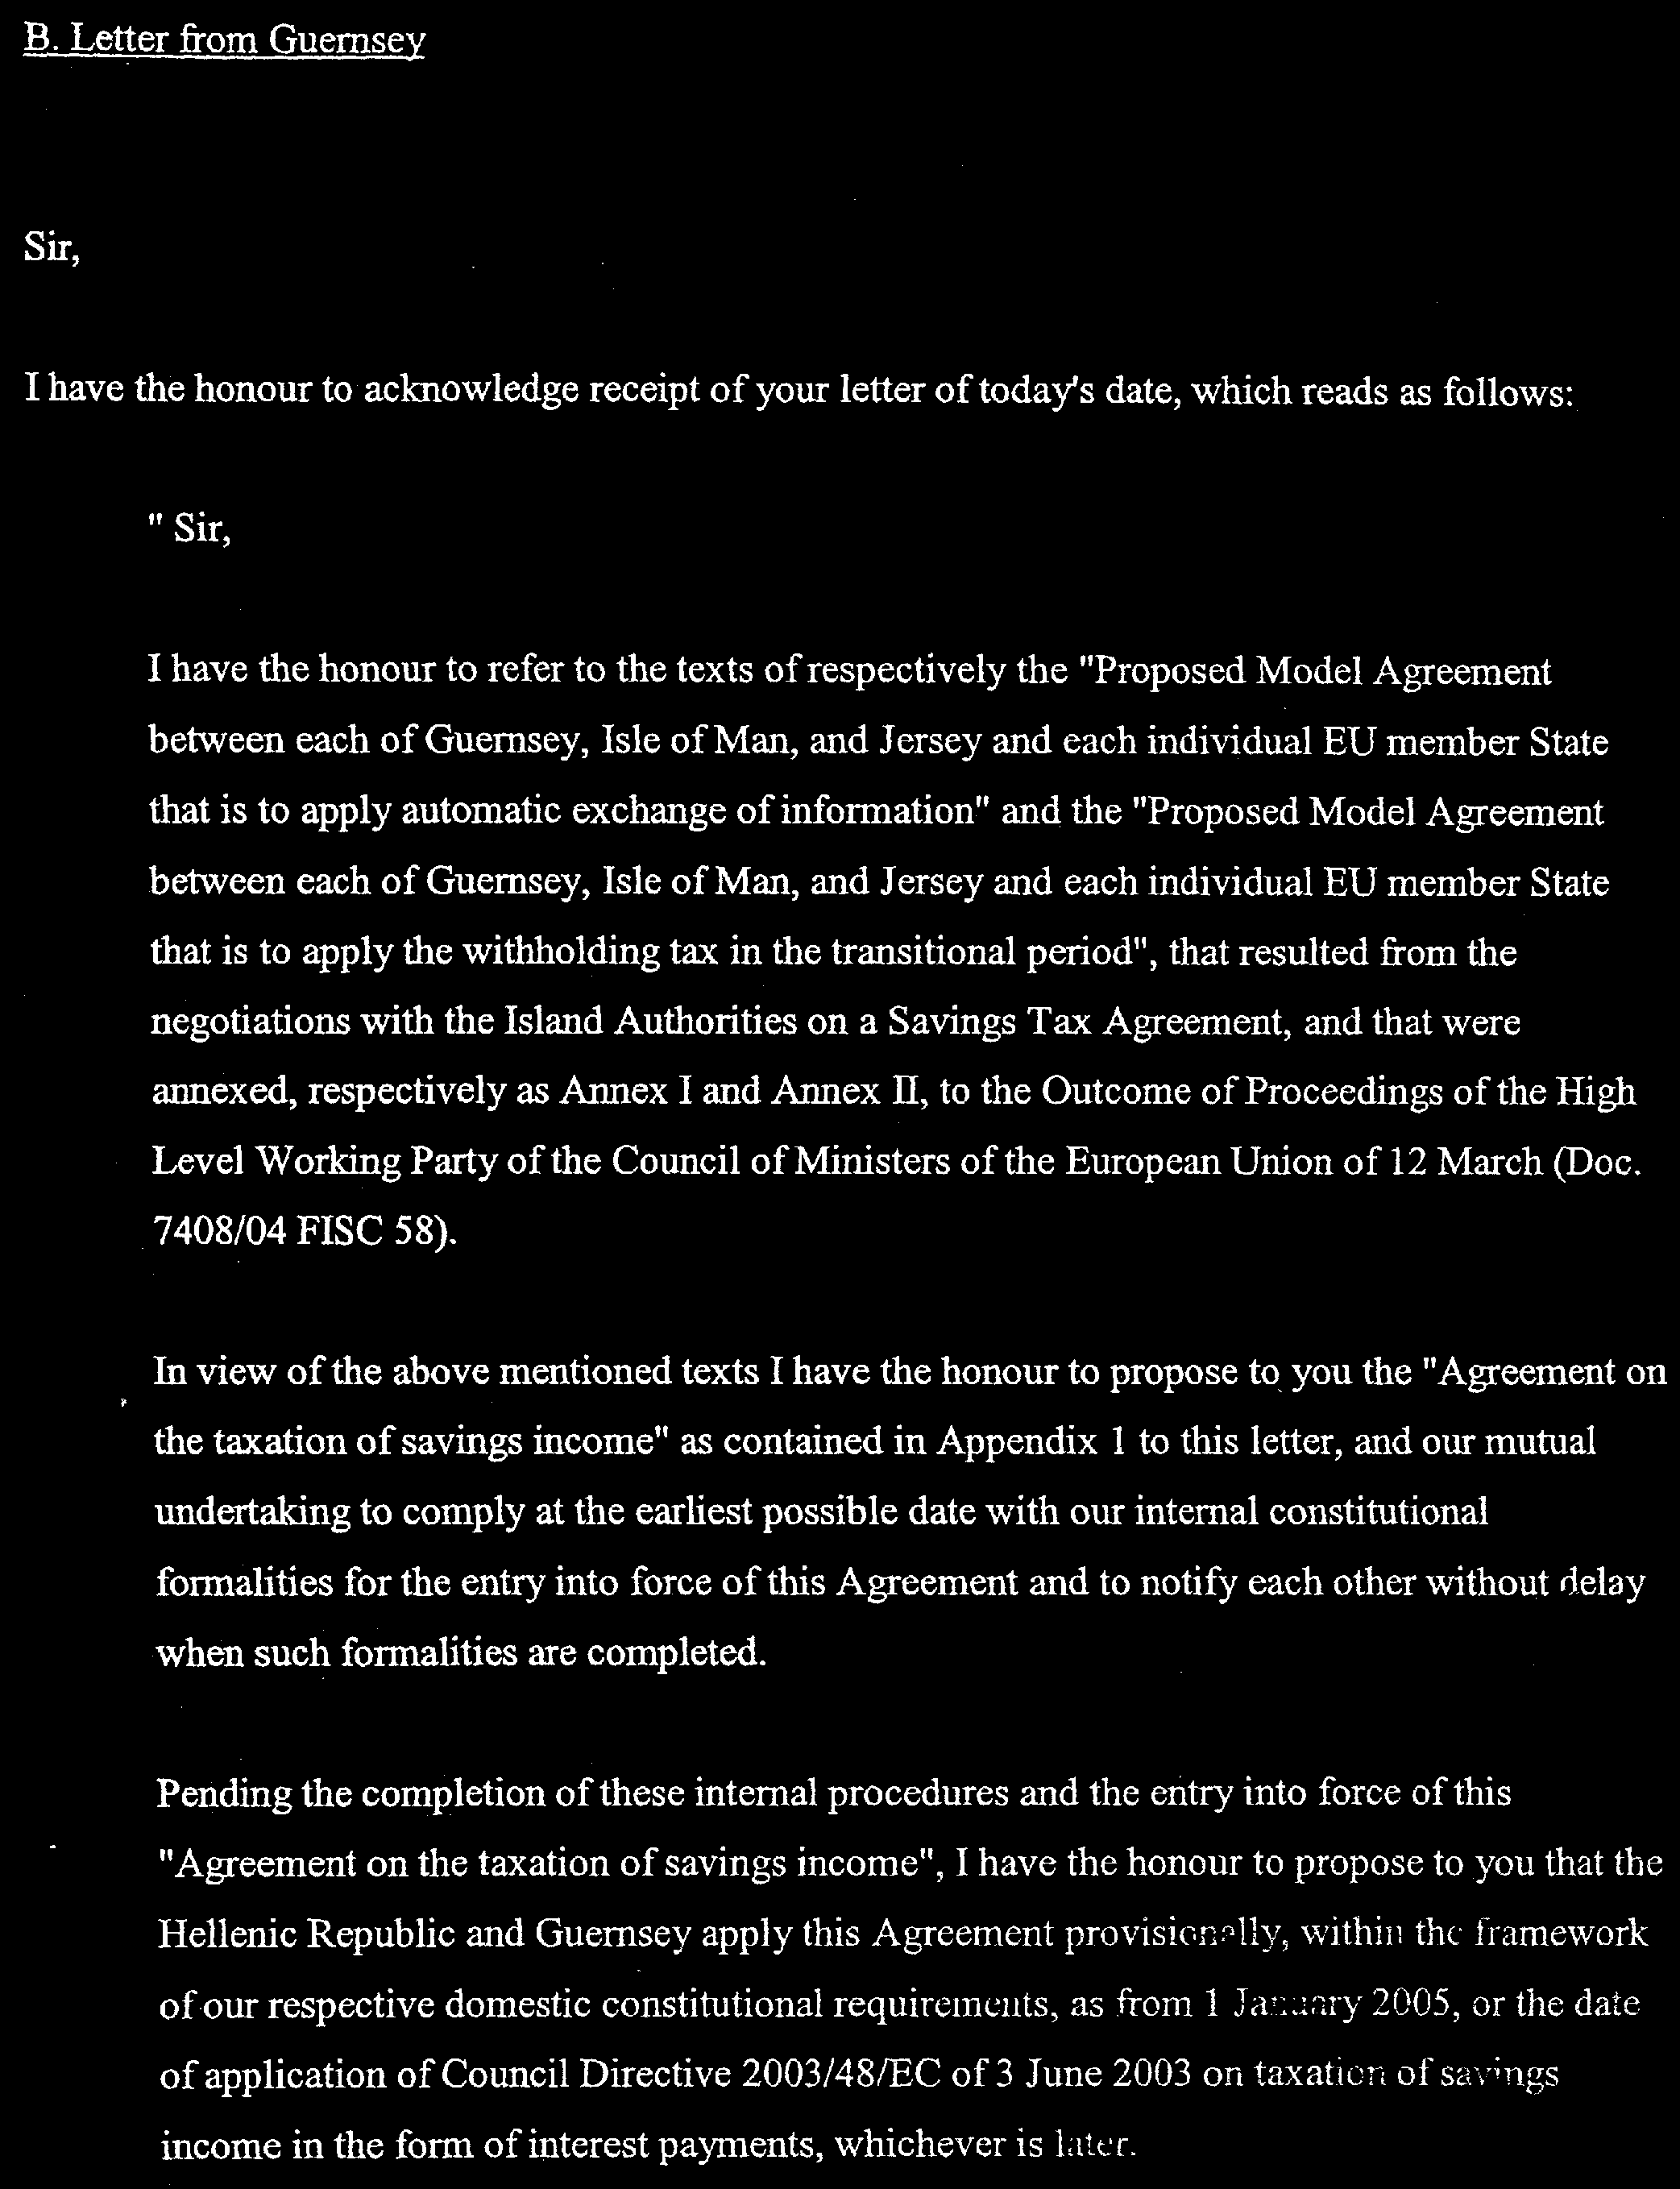 B. Letter from Guernsey
Sir,
I have the honour to acknowledge receipt of your letter of today's date, which reads as follows:
" Sir,
I have the honour to refer to the texts of respectively the "Proposed Model Agreement
between each of Guernsey, Isle of Man, and Jersey and each individual EU member State
that is to apply automatic exchange of information" and the "Proposed Model Agreement
between each of Guernsey, Isle of Man, and Jersey and each individual EU member State
that is to apply the withholding tax in the transitional period", that resulted from the
negotiations with the Island Authorities on a Savings Tax Agreement, and that were
annexed, respectively as Annex I and Annex II, to the Outcome of Proceedings of the High
Level Working Party of the Council of Ministers of the European Union of 12 March (Doc.
7408/04 FISC 58).
In view of the above mentioned texts I have the honour to propose to you the "Agreement on
the taxation of savings income" as contained in Appendix 1 to this letter, and our mutual
undertaking to comply at the earliest possible date with our internal constitutional
formalities for the entry into force of this Agreement and to notify each other without delay
when such formalities are completed.
Pending the completion of these internal procedures and the entry into force of this
"Agreement on the taxation of savings income", I have the honour to propose to you that the
Hellenic Republic and Guernsey apply this Agreement provisionally, within the framework
of our respective domestic constitutional requirements, as from 1 January 2005, or the date
of application of Council Directive 2003/48/EC of 3 June 2003 on taxation of savings
income in the form of interest payments, whichever is later.